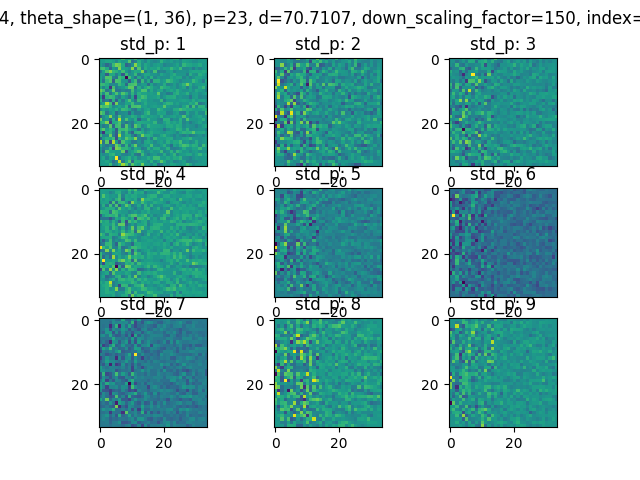 4, theta_shape=(1, 36), p=23, d=70.7107, down_scaling_factor=150, index=
std_p: 1 std_p: 2 std_p: 3
0 0 0
20 20 20
0 20 0 20 0 20
std_p: 4 std_p: 5 std_p: 6
0 0 0
20 20 20
0 20 0 20 0 20
std_p: 7 std_p: 8 std_p: 9
0 0 0
20 20 20
0 20 0 20 0 20